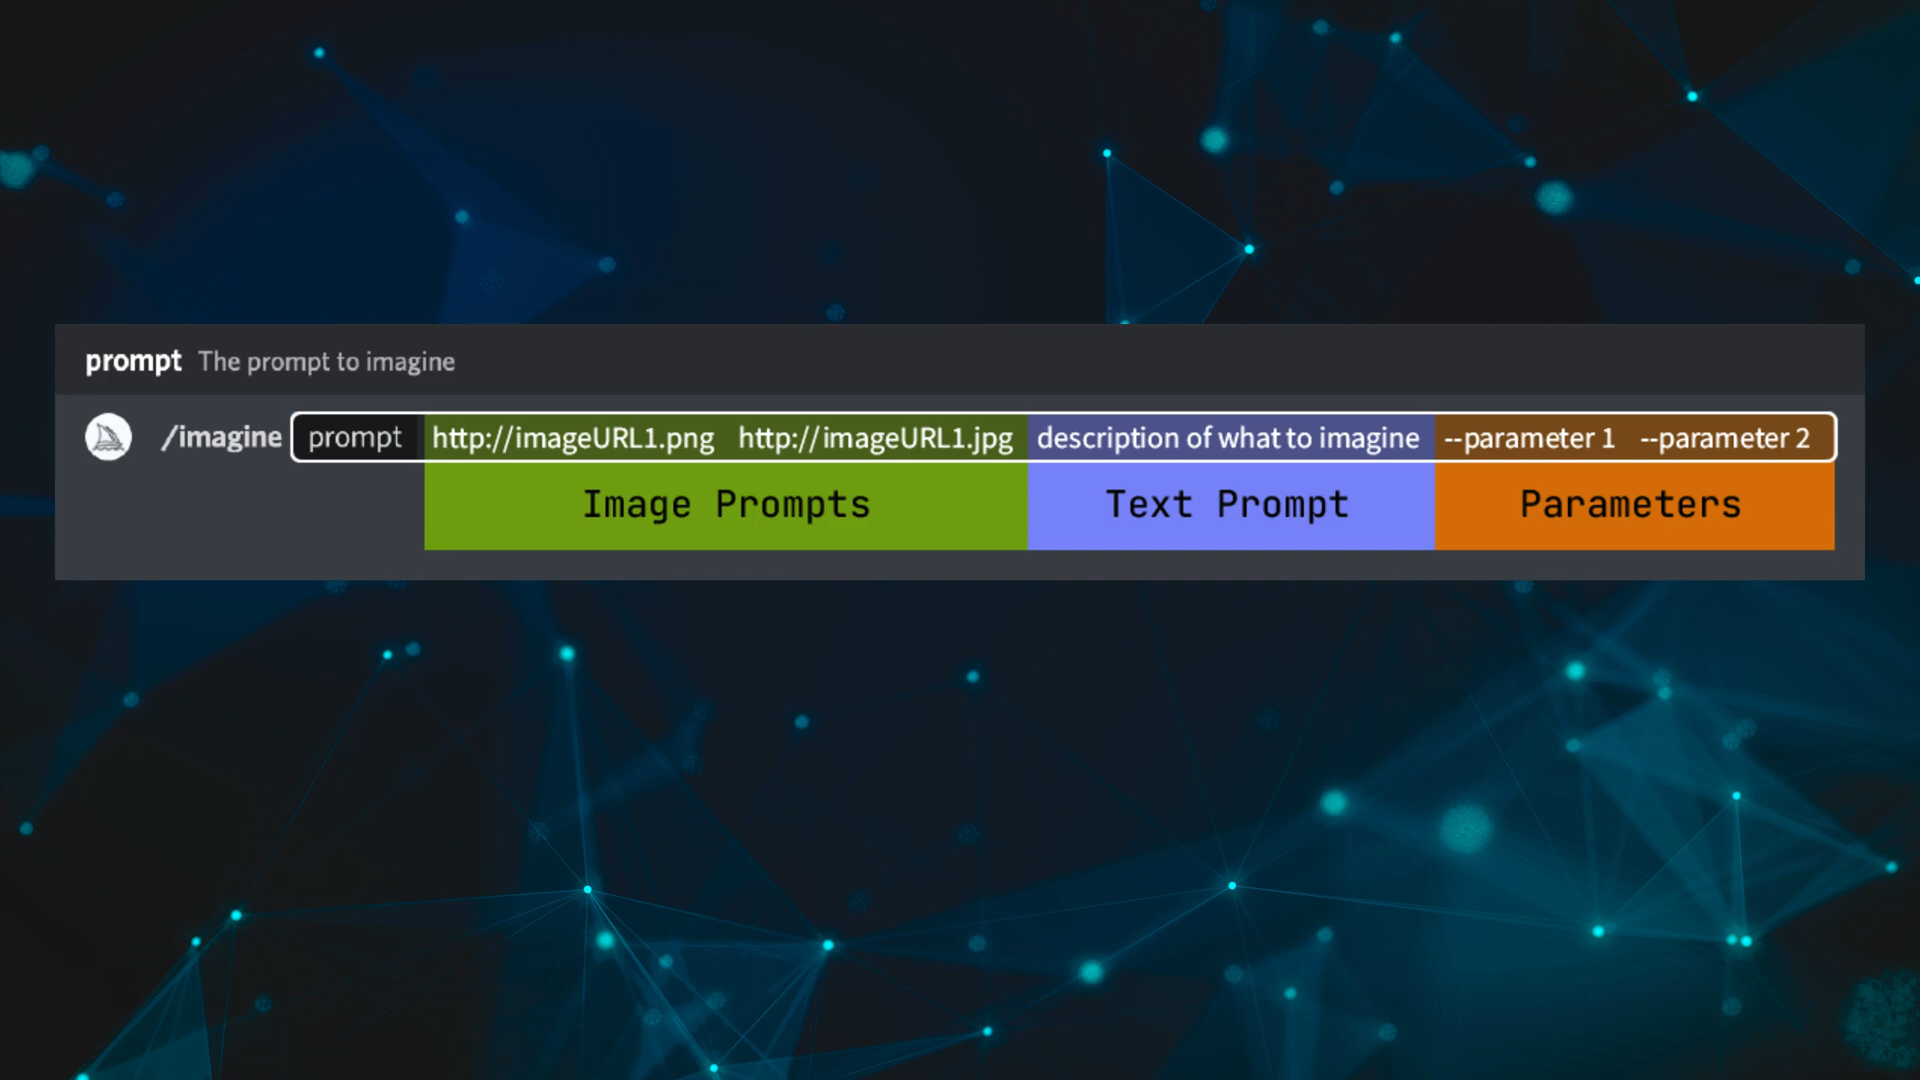 prompt The prompt to imagine
/imagine prompt http://imageURL1.png http://imageURL1.jpg description of what to imagine --parameter 1 --parameter 2
Image Prompts Text Prompt Parameters